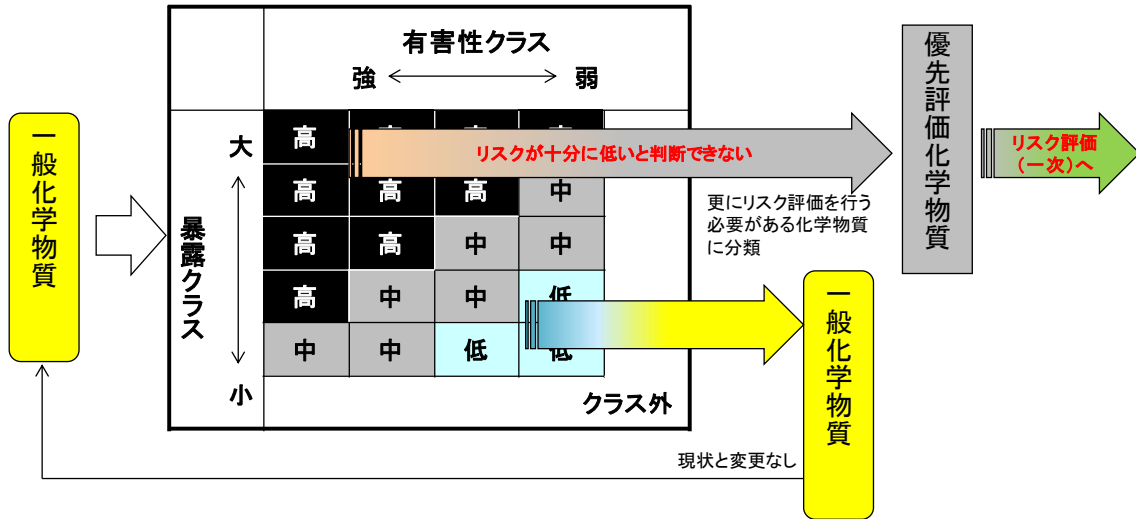 有害性クラス
強 弱
一般化学物質
暴露クラス
大
小
高
高 高 高 中
高 高 中 中
高 中 中 低
中 中 低 低
クラス外
リスクが十分に低いと判断できない
更にリスク評価を行う
必要がある化学物質
に分類
優先評価化学物質
リスク評価
(一次)へ
一般化学物質
現状と変更なし